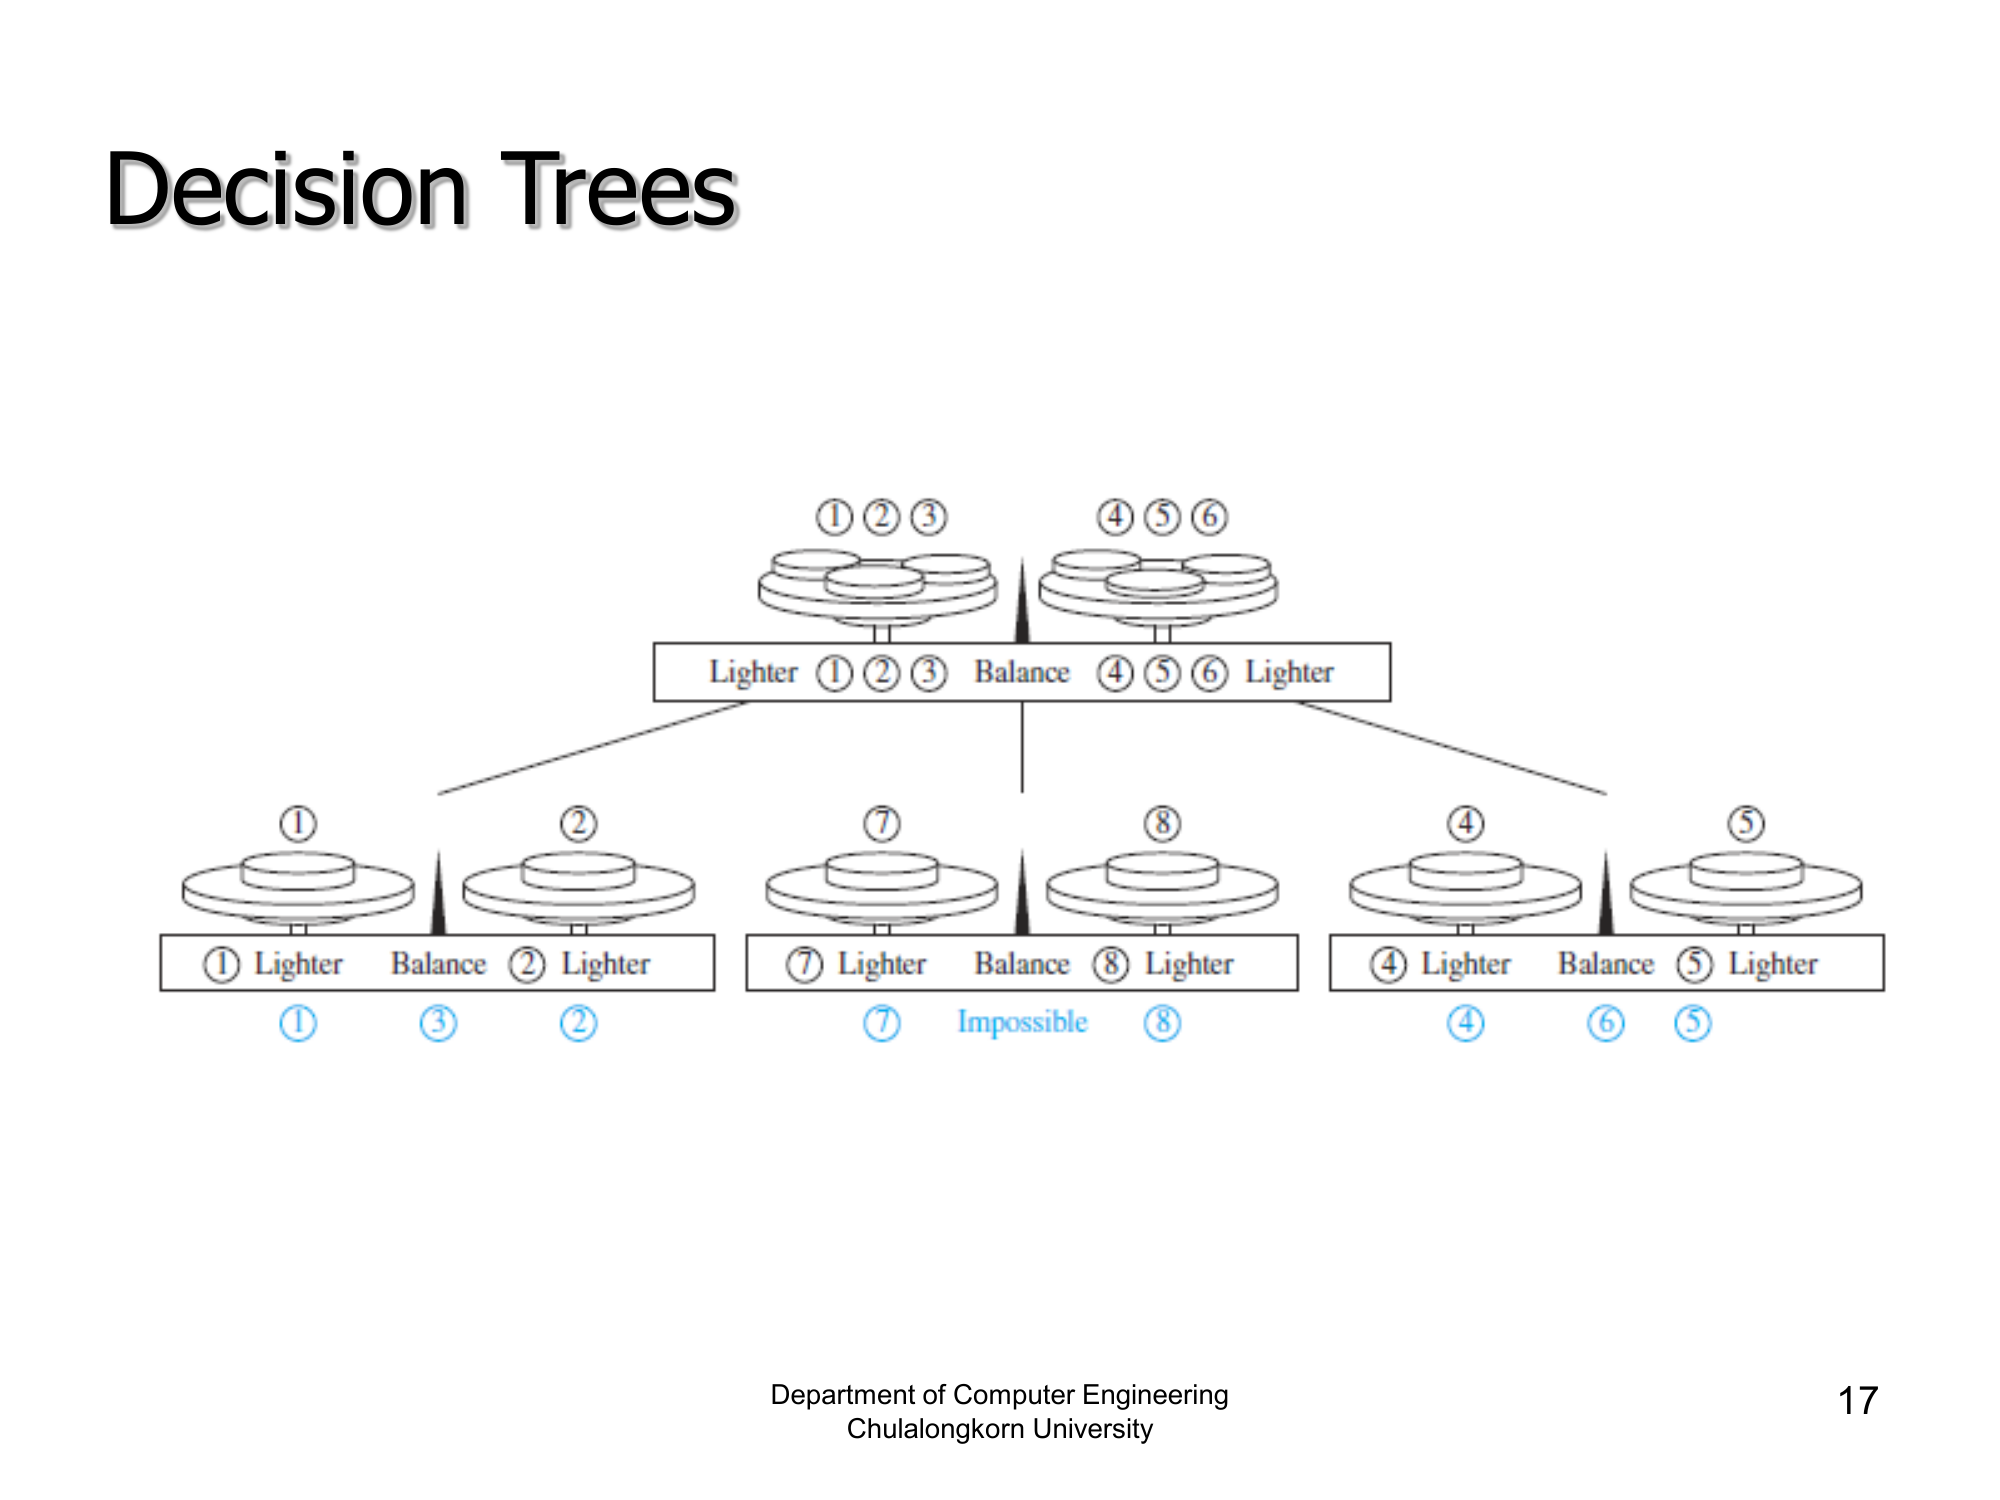 Decision Trees
① ② ③ ④ ⑤ ⑥
Lighter ① ② ③ Balance ④ ⑤ ⑥ Lighter
① ② ⑦ ⑧ ④ ⑤
① Lighter Balance ② Lighter ⑦ Lighter Balance ⑧ Lighter ④ Lighter Balance ⑤ Lighter
① ③ ② ⑦ Impossible ⑧ ④ ⑥ ⑤
Department of Computer Engineering
Chulalongkorn University
17